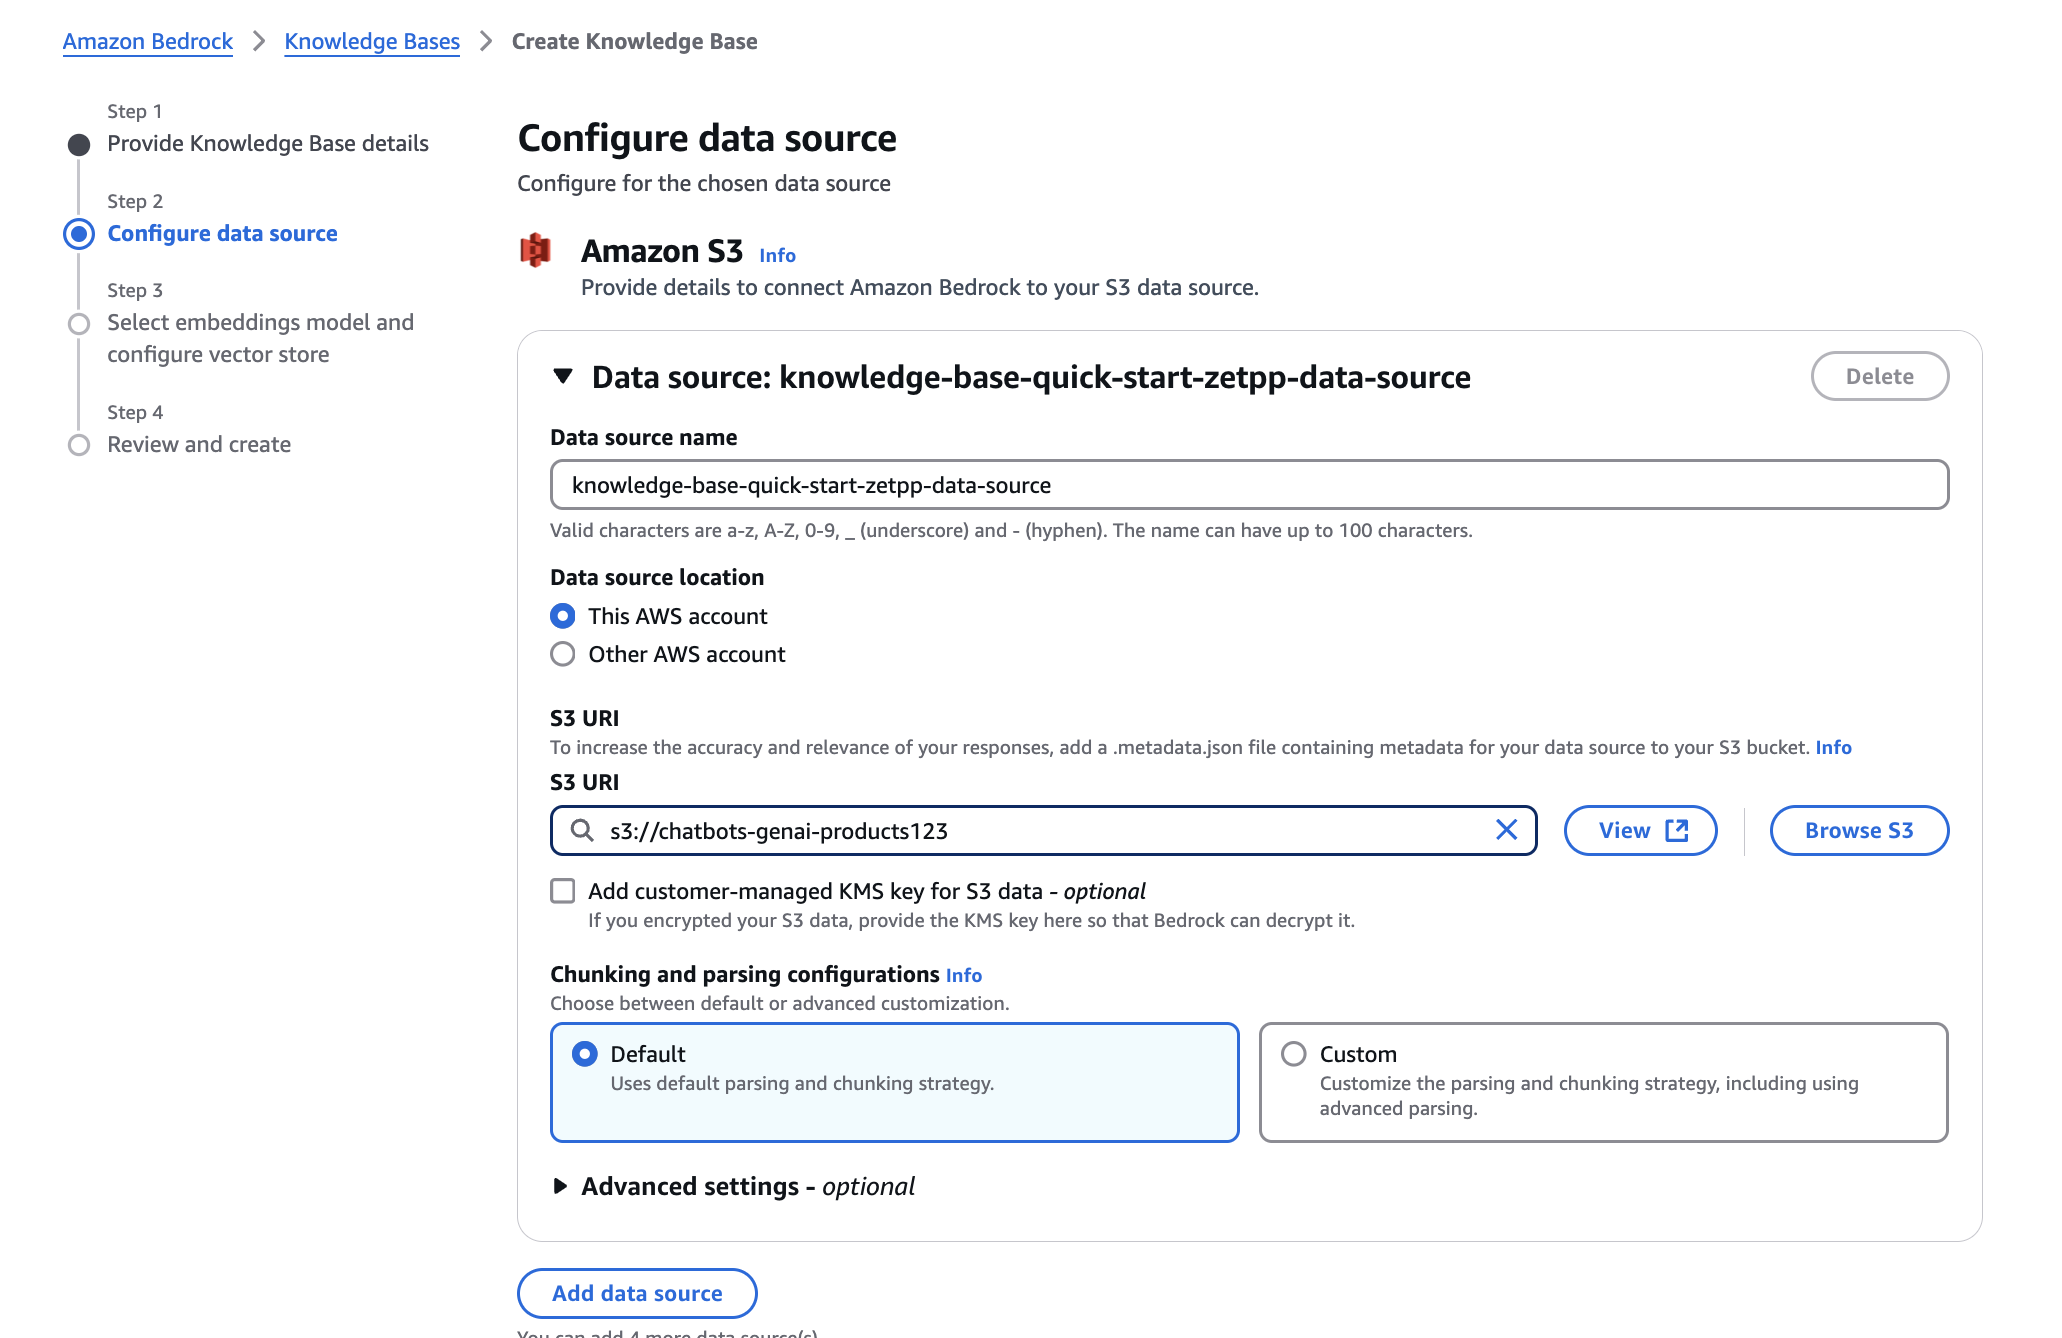 Amazon Bedrock > Knowledge Bases > Create Knowledge Base
Step 1
Provide Knowledge Base details
Step 2
Configure data source
Step 3
Select embeddings model and
configure vector store
Step 4
Review and create
Configure data source
Configure for the chosen data source
Amazon S3 Info
Provide details to connect Amazon Bedrock to your S3 data source.
Data source: knowledge-base-quick-start-zetpp-data-source
Delete
Data source name
knowledge-base-quick-start-zetpp-data-source
Valid characters are a-z, A-Z, 0-9, _ (underscore) and - (hyphen). The name can have up to 100 characters.
Data source location
This AWS account
Other AWS account
S3 URI
To increase the accuracy and relevance of your responses, add a .metadata.json file containing metadata for your data source to your S3 bucket. Info
S3 URI
s3://chatbots-genai-products123
View
Browse S3
Add customer-managed KMS key for S3 data - optional
If you encrypted your S3 data, provide the KMS key here so that Bedrock can decrypt it.
Chunking and parsing configurations Info
Choose between default or advanced customization.
Default
Uses default parsing and chunking strategy.
Custom
Customize the parsing and chunking strategy, including using
advanced parsing.
Advanced settings - optional
Add data source
You can add 4 more data source(s)